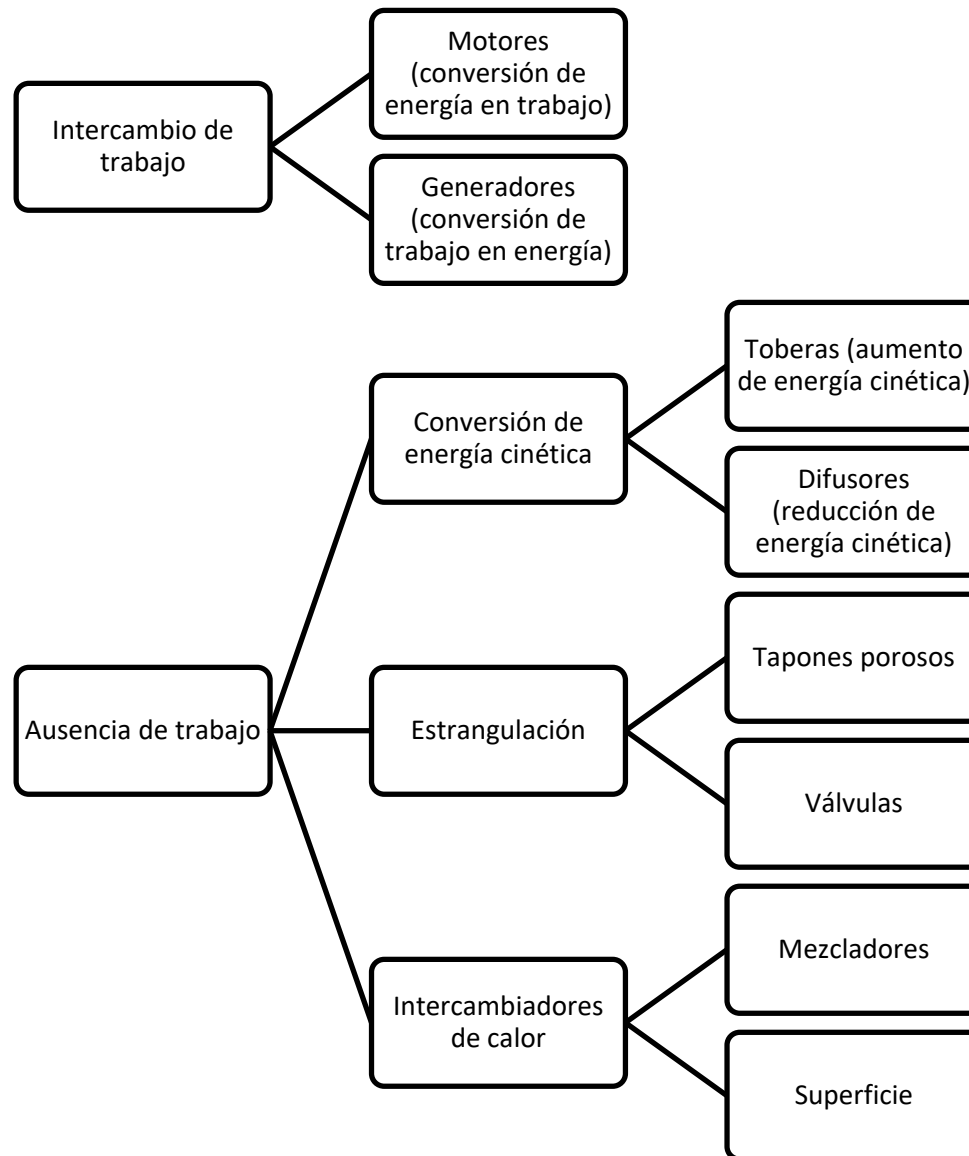 Motores
(conversión de
energía en trabajo)
Intercambio de
trabajo
Generadores
(conversión de
trabajo en energía)
Toberas (aumento
de energía cinética)
Conversión de
energía cinética
Difusores
(reducción de
energía cinética)
Tapones porosos
Ausencia de trabajo
Estrangulación
Válvulas
Mezcladores
Intercambiadores
de calor
Superficie